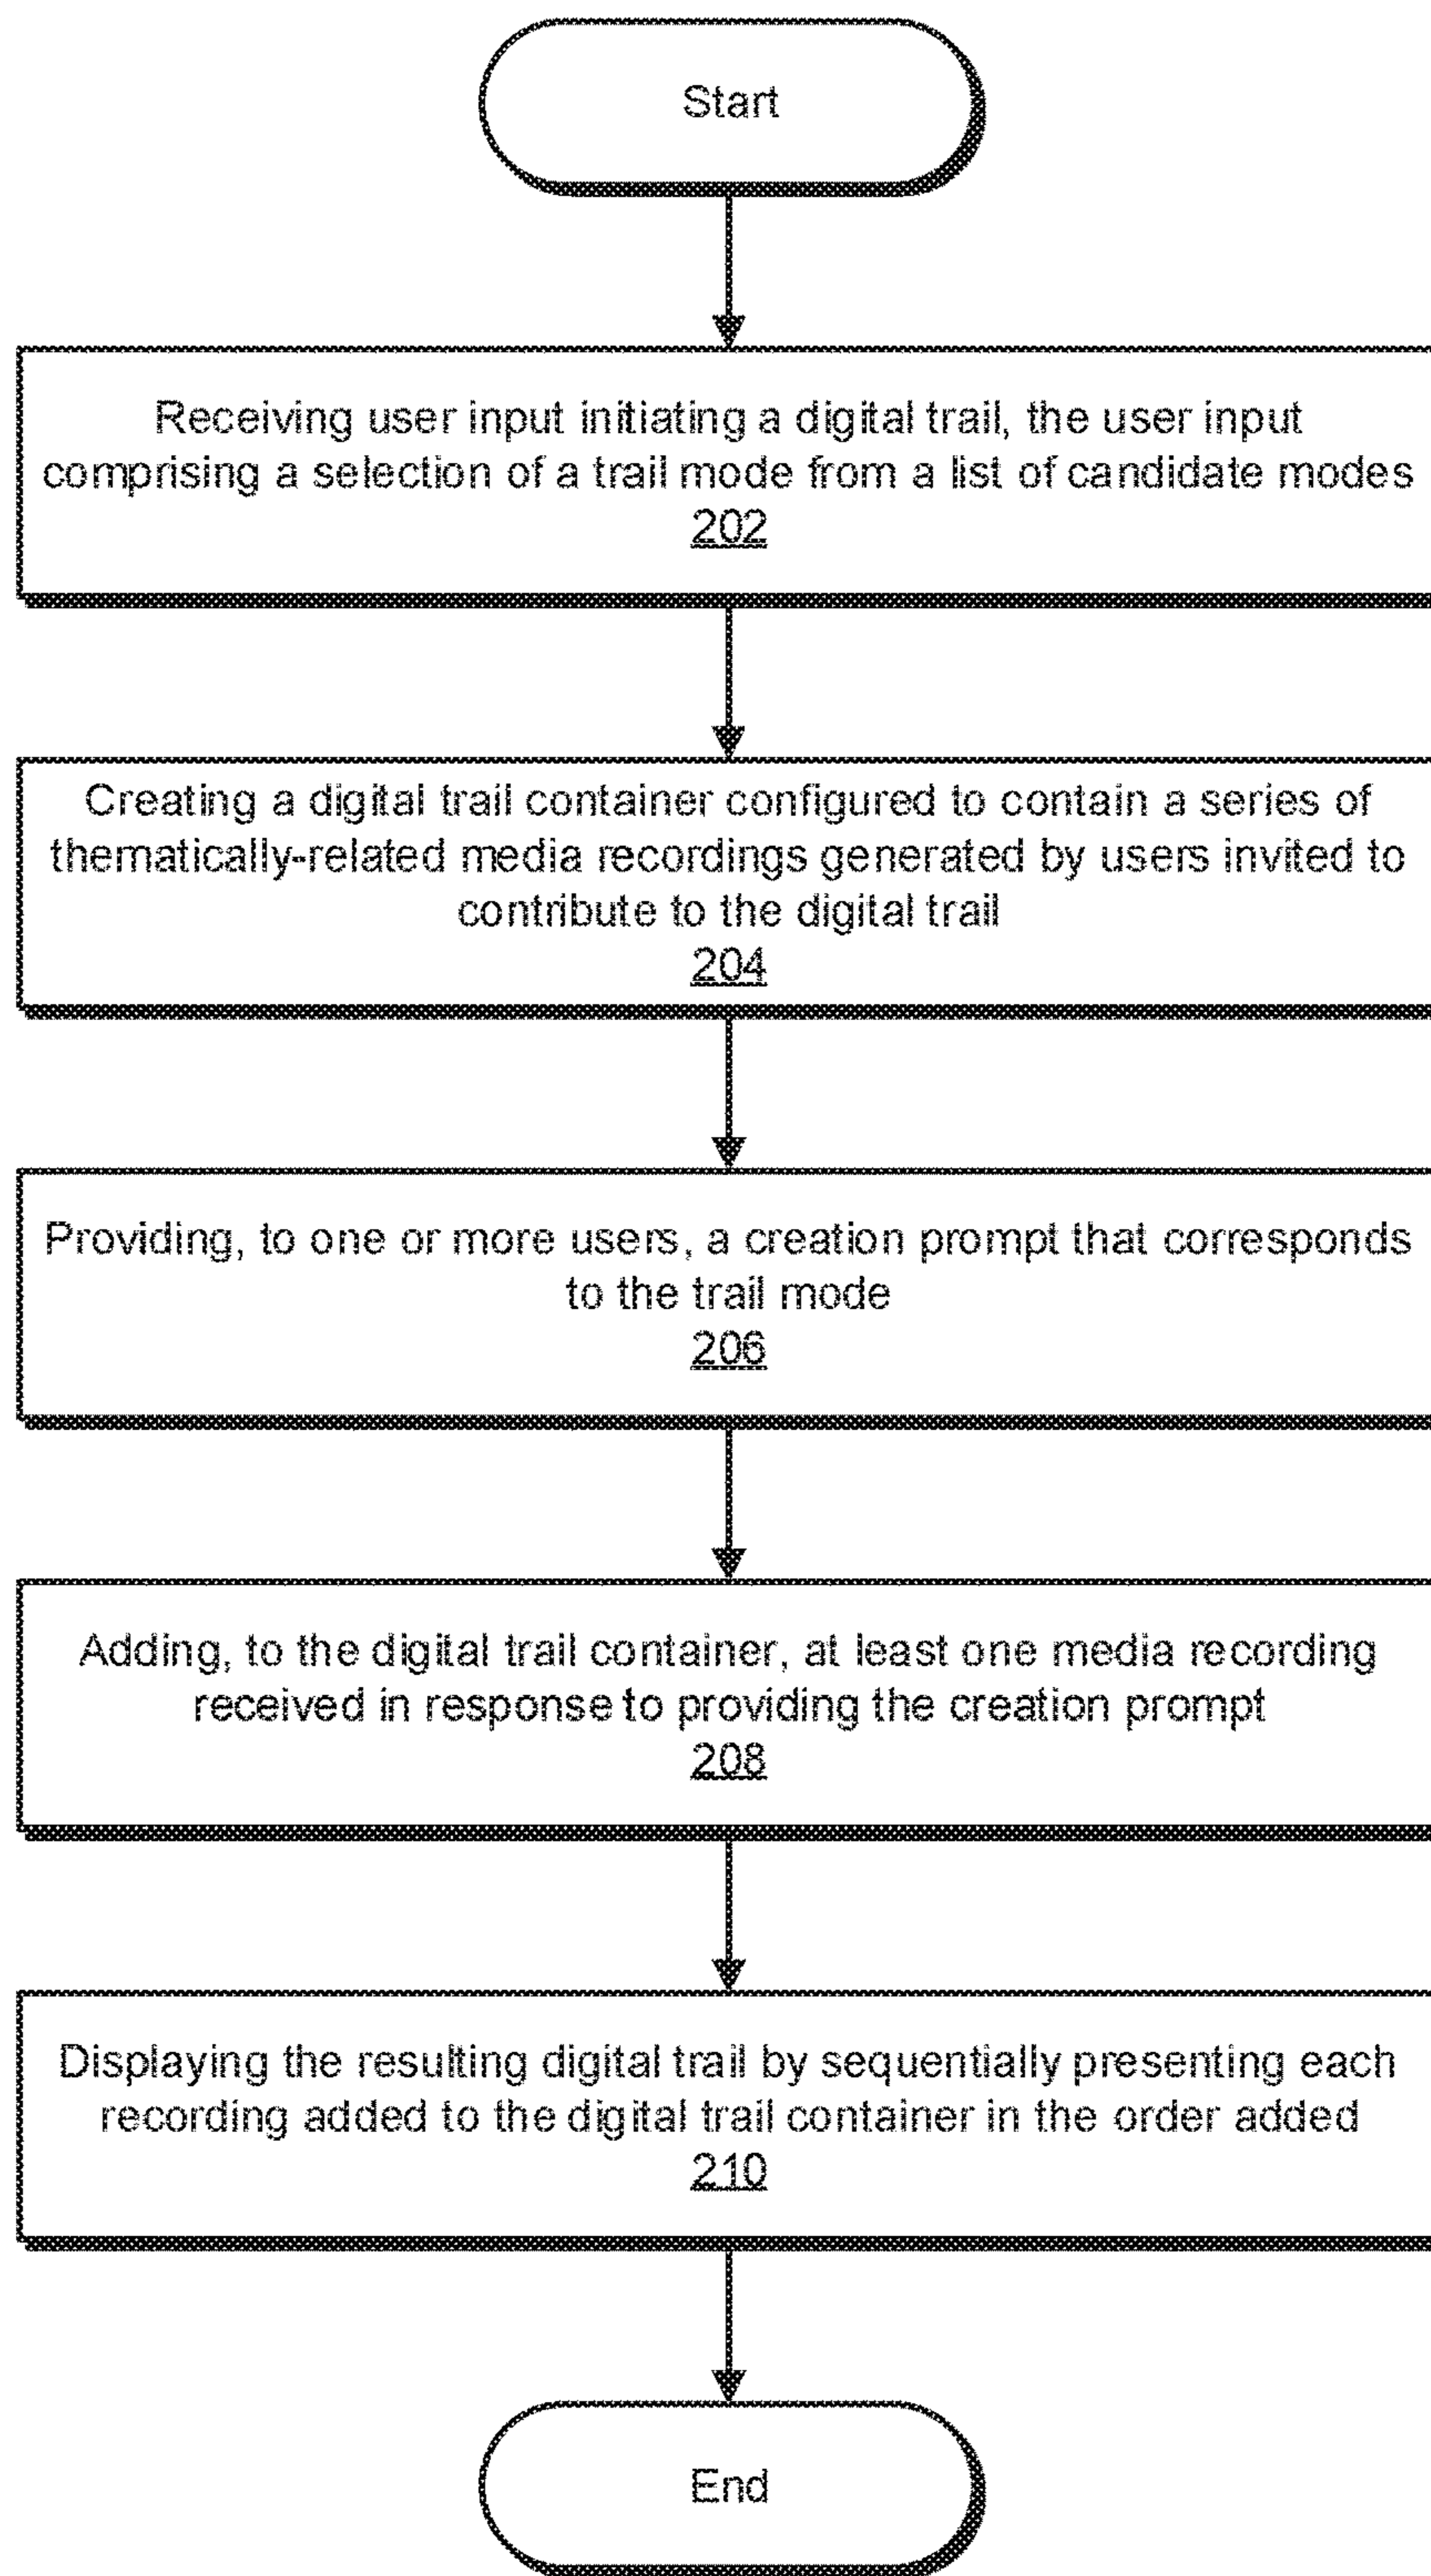 Start
Receiving user input initiating a digital trail, the user input
comprising a selection of a trail mode from a list of candidate modes
202
Creating a digital trail container configured to contain a series of
thematically-related media recordings generated by users invited to
contribute to the digital trail
204
Providing, to one or more users, a creation prompt that corresponds
to the trail mode
206
Adding, to the digital trail container, at least one media recording
received in response to providing the creation prompt
208
Displaying the resulting digital trail by sequentially presenting each
recording added to the digital trail container in the order added
210
End